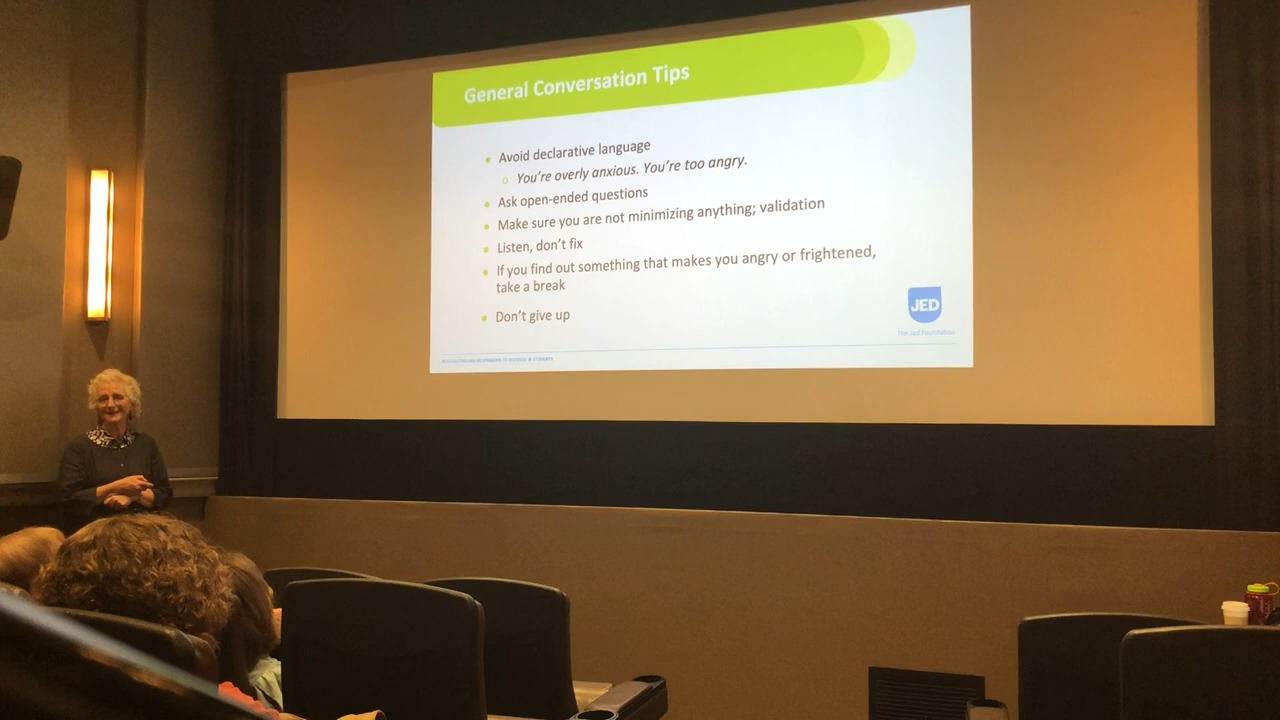 General Conversation Tips
Avoid declarative language
You're overly anxious. You're too angry.
Ask open-ended questions
Make sure you are not minimizing anything; validation
Listen, don't fix
If you find out something that makes you angry or frightened,
take a break
Don't give up
JED
The Jed Foundation